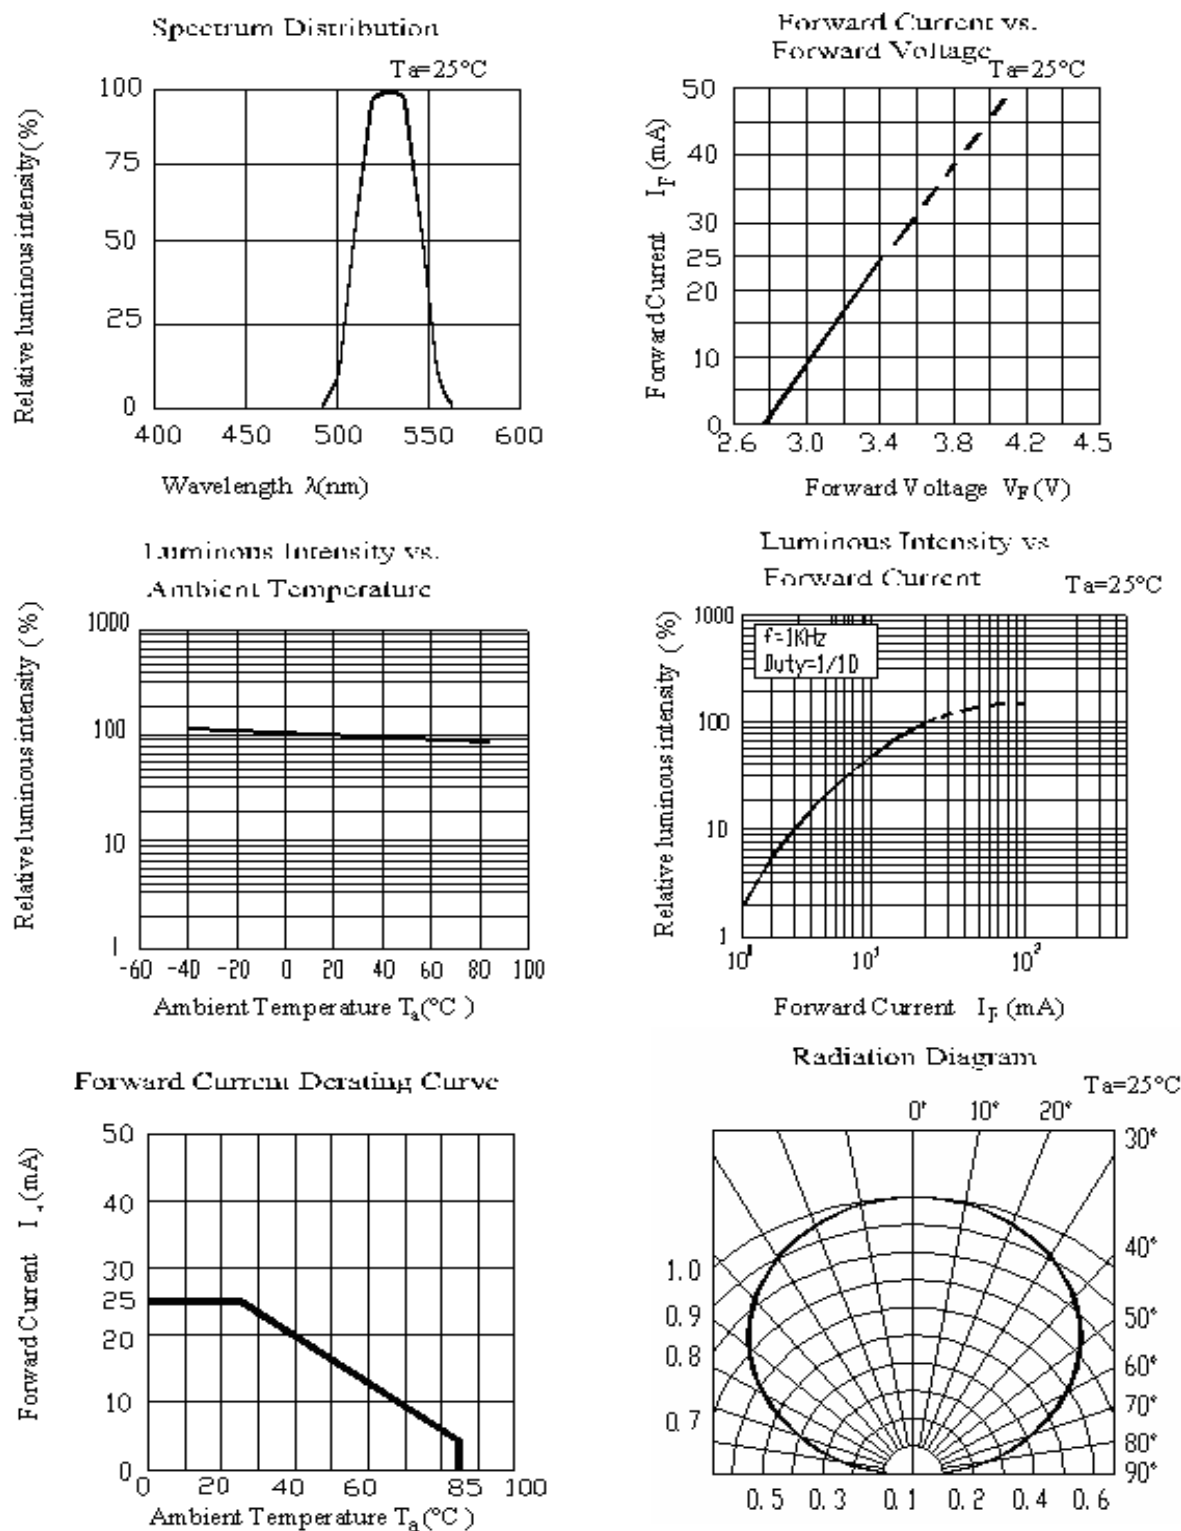 Spectrum Distribution
Ta=25°C
Relative luminous intensity(%)
100
75
50
25
0
400 450 500 550 600
Wavelength λ(nm)
Forward Current vs.
Forward Voltage
Ta=25°C
Forward Current IF (mA)
50
40
30
25
20
10
0
2.6 3.0 3.4 3.8 4.2 4.5
Forward Voltage VF (V)
Luminous Intensity vs.
Ambient Temperature
Relative luminous intensity (%)
1000
100
10
1
-60 -40 -20 0 20 40 60 80 100
Ambient Temperature Ta(°C )
Luminous Intensity vs
Forward Current
Ta=25°C
Relative luminous intensity (%)
f=1KHz
Duty=1/10
1000
100
10
1
10⁰ 10¹ 10²
Forward Current IF (mA)
Forward Current Derating Curve
Forward Current (mA)
50
40
30
25
20
10
0
0 20 40 60 85 100
Ambient Temperature Ta(°C)
Radiation Diagram
Ta=25°C
0° 10° 20°
30°
40°
50°
60°
70°
80°
90°
1.0
0.9
0.8
0.7
0.5 0.3 0.1 0.2 0.4 0.6